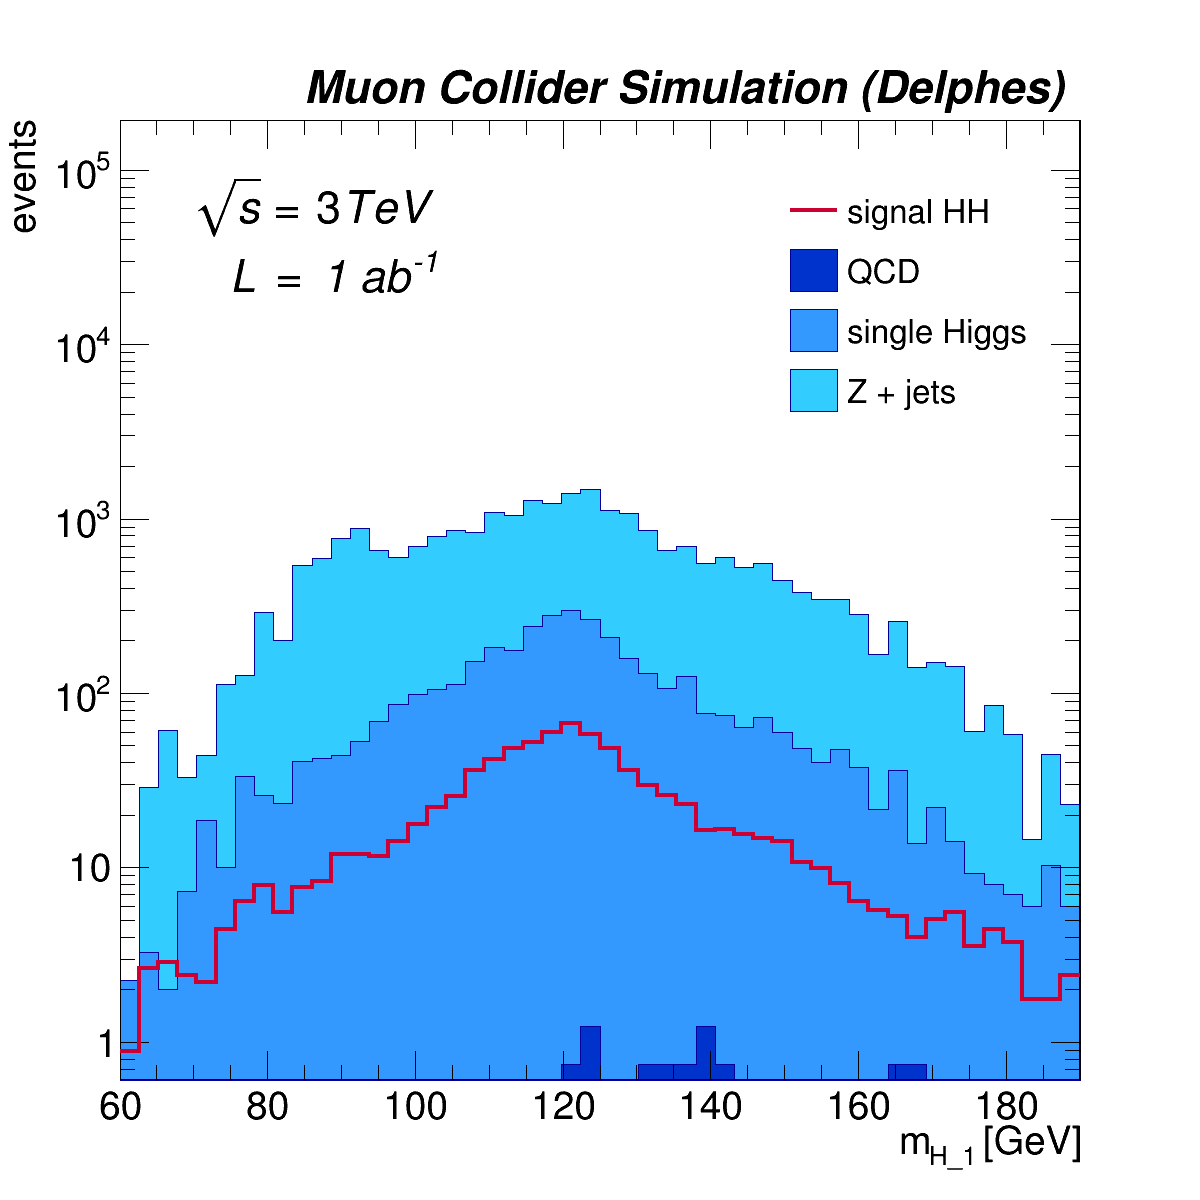 Muon Collider Simulation (Delphes)
events
10^5
10^4
10^3
10^2
10
1
√s = 3 TeV
L = 1 ab^-1
signal HH
QCD
single Higgs
Z + jets
60 80 100 120 140 160 180
m_H_1 [GeV]